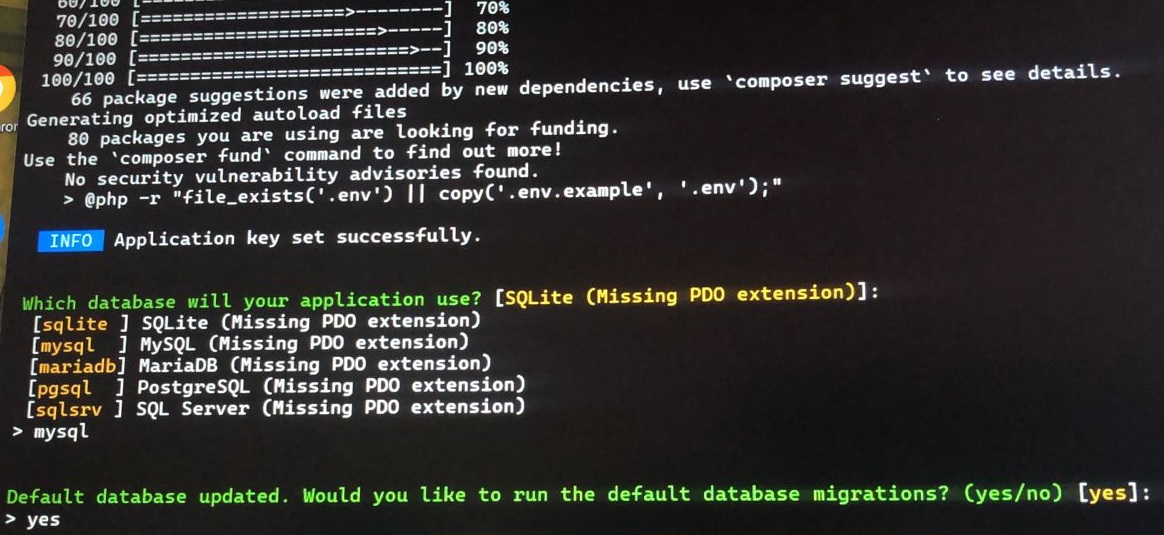 60/100 [
70/100 [====================>--------] 70%
80/100 [=======================>-----] 80%
90/100 [==========================>--] 90%
100/100 [============================] 100%
66 package suggestions were added by new dependencies, use `composer suggest` to see details.
Generating optimized autoload files
80 packages you are using are looking for funding.
Use the `composer fund` command to find out more!
No security vulnerability advisories found.
> @php -r "file_exists('.env') || copy('.env.example', '.env');"
INFO Application key set successfully.
Which database will your application use? [SQLite (Missing PDO extension)]:
[sqlite ] SQLite (Missing PDO extension)
[mysql  ] MySQL (Missing PDO extension)
[mariadb] MariaDB (Missing PDO extension)
[pgsql  ] PostgreSQL (Missing PDO extension)
[sqlsrv ] SQL Server (Missing PDO extension)
> mysql
Default database updated. Would you like to run the default database migrations? (yes/no) [yes]:
> yes